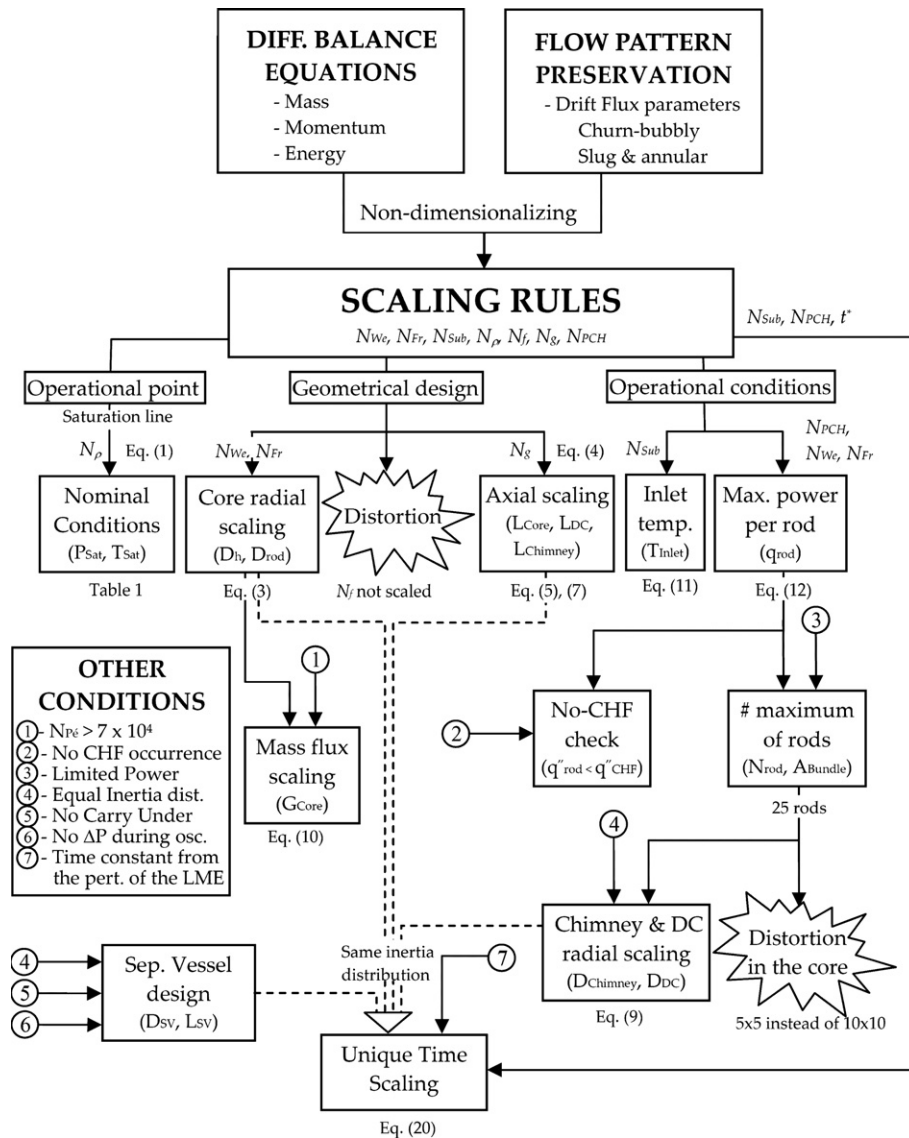 DIFF. BALANCE
EQUATIONS
- Mass
- Momentum
- Energy
FLOW PATTERN
PRESERVATION
- Drift Flux parameters
Churn-bubbly
Slug & annular
Non-dimensionalizing
SCALING RULES
NWe, NFr, NSub, Nρ, Nf, Ng, NPCH
NSub, NPCH, t*
Operational point
Geometrical design
Operational conditions
Saturation line
Nρ Eq. (1)
NWe, NFr
Ng Eq. (4)
NSub
NPCH,
NWe, NFr
Nominal
Conditions
(PSat, TSat)
Table 1
Core radial
scaling
(Dh, Drod)
Eq. (3)
Distortion
Nf not scaled
Axial scaling
(LCore, LDC,
LChimney)
Eq. (5), (7)
Inlet
temp.
(TInlet)
Eq. (11)
Max. power
per rod
(qrod)
Eq. (12)
OTHER
CONDITIONS
1 - NPé > 7 x 10⁴
2 - No CHF occurrence
3 - Limited Power
4 - Equal Inertia dist.
5 - No Carry Under
6 - No ΔP during osc.
7 - Time constant from
the pert. of the LME
1
Mass flux
scaling
(GCore)
Eq. (10)
2
No-CHF
check
(q"rod < q"CHF)
3
# maximum
of rods
(Nrod, ABundle)
25 rods
4
Chimney & DC
radial scaling
(DChimney, DDC)
Eq. (9)
Distortion
in the core
5x5 instead of 10x10
4
5
6
Sep. Vessel
design
(DSV, LSV)
Same inertia
distribution
7
Unique Time
Scaling
Eq. (20)